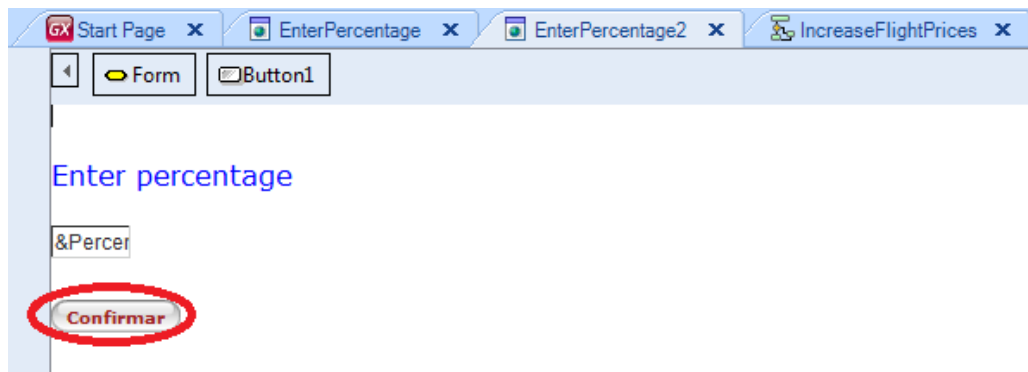 GX Start Page x EnterPercentage x EnterPercentage2 x IncreaseFlightPrices x
Form Button1
Enter percentage
&Percer
Confirmar